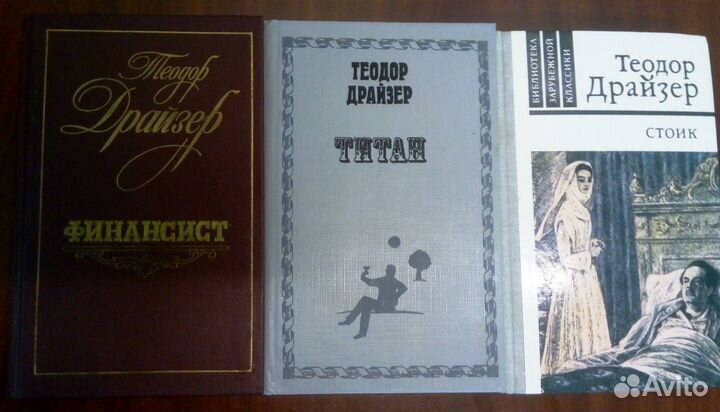 Теодор
Драйзер
ФИНАНСИСТ
ТЕОДОР
ДРАЙЗЕР
ТИТАН
БИБЛИОТЕКА
ЗАРУБЕЖНОЙ
КЛАССИКИ
Теодор
Драйзер
СТОИК
Avito